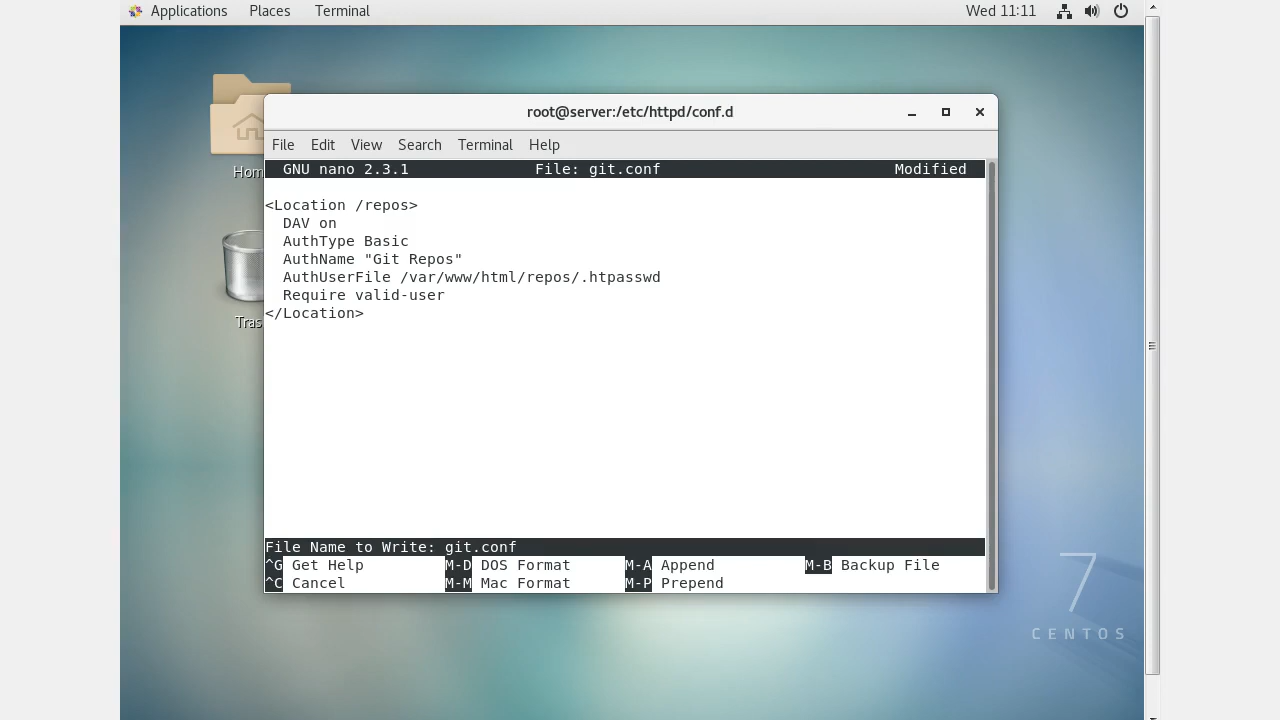 Applications Places Terminal Wed 11:11
root@server:/etc/httpd/conf.d
File Edit View Search Terminal Help
GNU nano 2.3.1 File: git.conf Modified
Hom
<Location /repos>
DAV on
AuthType Basic
AuthName "Git Repos"
AuthUserFile /var/www/html/repos/.htpasswd
Require valid-user
</Location>
Tras
File Name to Write: git.conf
^G Get Help M-D DOS Format M-A Append M-B Backup File
^C Cancel M-M Mac Format M-P Prepend
7
CENTOS